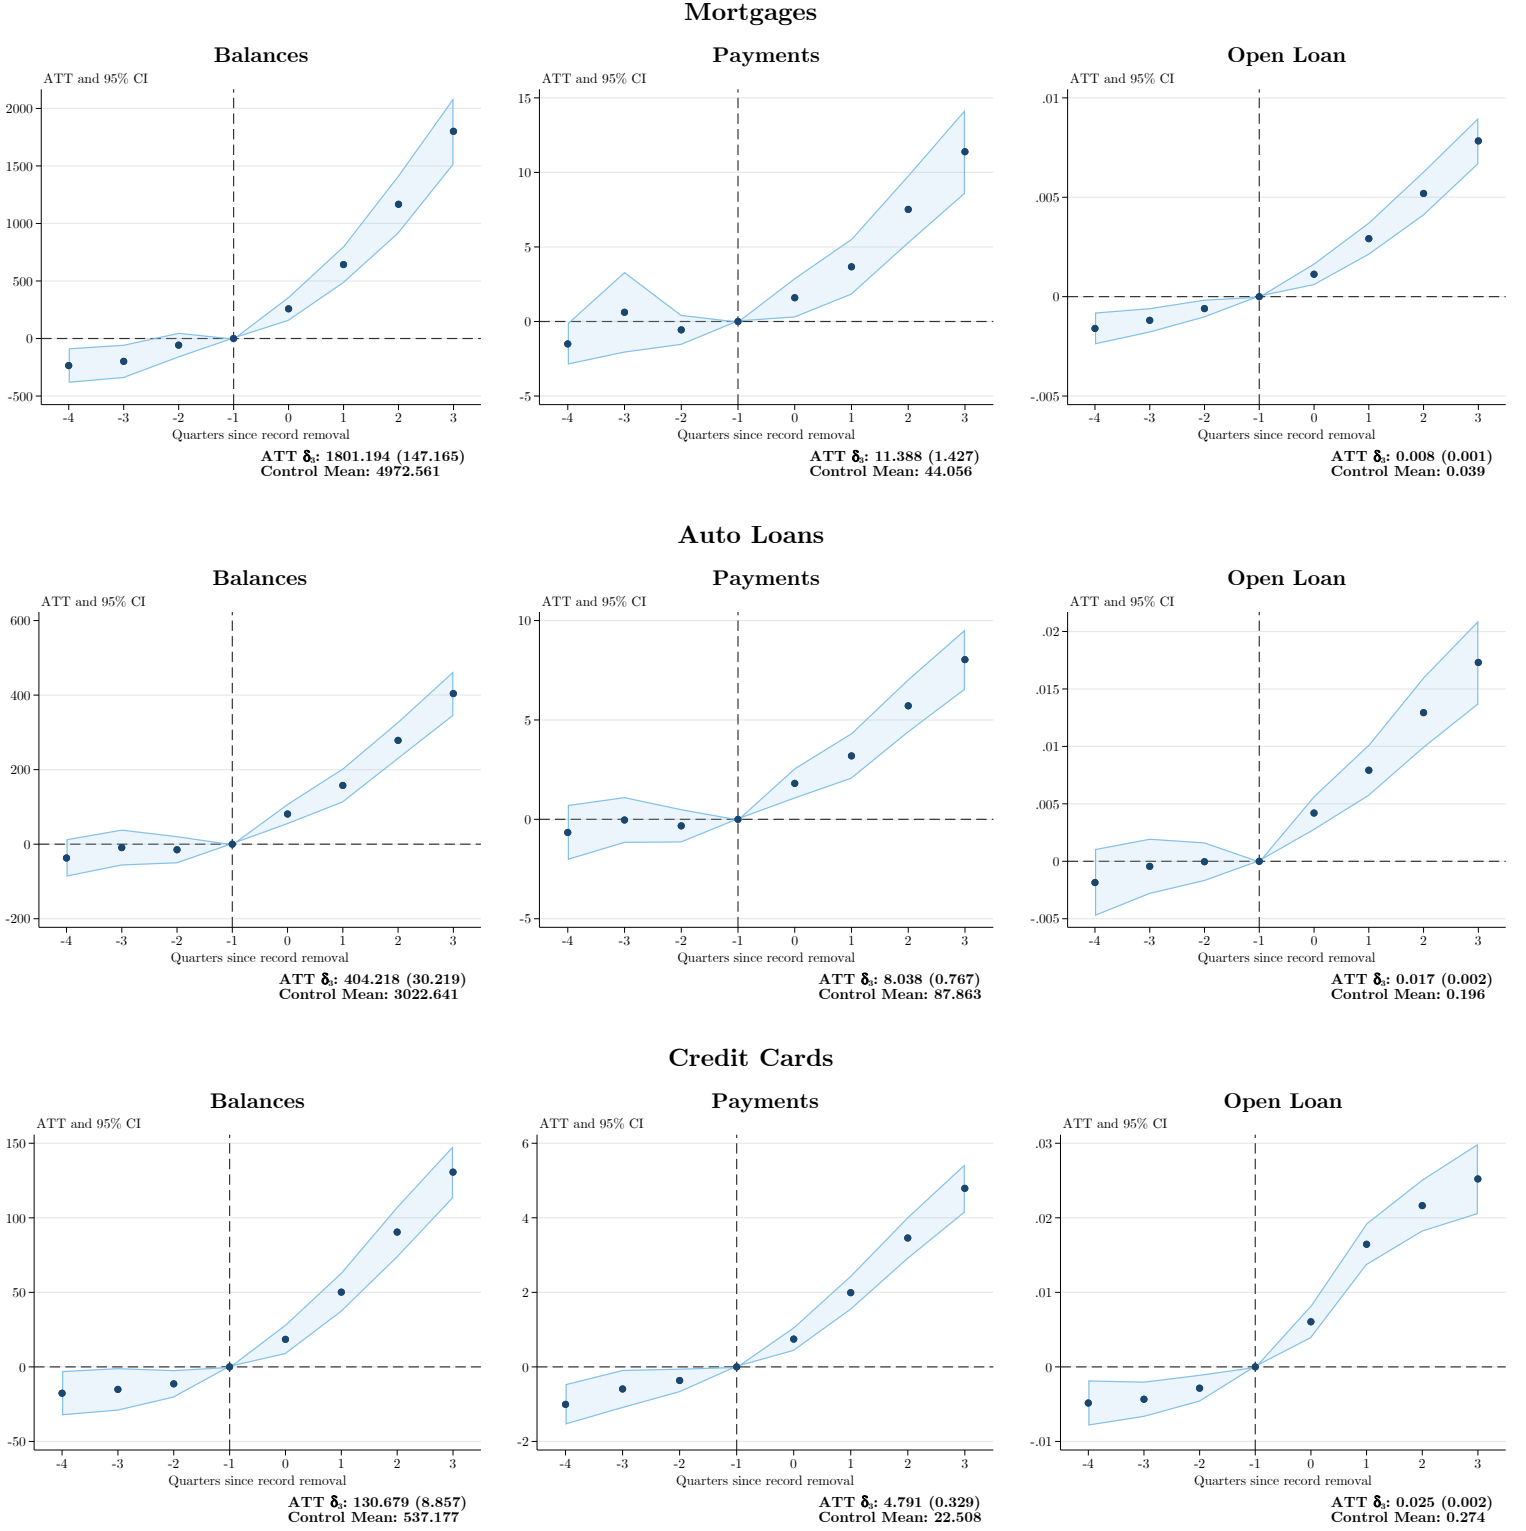 Mortgages
Balances
ATT and 95% CI
2000
1500
1000
500
0
-500
-4 -3 -2 -1 0 1 2 3
Quarters since record removal
ATT δ₃: 1801.194 (147.165)
Control Mean: 4972.561
Payments
ATT and 95% CI
15
10
5
0
-5
-4 -3 -2 -1 0 1 2 3
Quarters since record removal
ATT δ₃: 11.388 (1.427)
Control Mean: 44.056
Open Loan
ATT and 95% CI
.01
.005
0
-.005
-4 -3 -2 -1 0 1 2 3
Quarters since record removal
ATT δ₃: 0.008 (0.001)
Control Mean: 0.039
Auto Loans
Balances
ATT and 95% CI
600
400
200
0
-200
-4 -3 -2 -1 0 1 2 3
Quarters since record removal
ATT δ₃: 404.218 (30.219)
Control Mean: 3022.641
Payments
ATT and 95% CI
10
5
0
-5
-4 -3 -2 -1 0 1 2 3
Quarters since record removal
ATT δ₃: 8.038 (0.767)
Control Mean: 87.863
Open Loan
ATT and 95% CI
.02
.015
.01
.005
0
-.005
-4 -3 -2 -1 0 1 2 3
Quarters since record removal
ATT δ₃: 0.017 (0.002)
Control Mean: 0.196
Credit Cards
Balances
ATT and 95% CI
150
100
50
0
-50
-4 -3 -2 -1 0 1 2 3
Quarters since record removal
ATT δ₃: 130.679 (8.857)
Control Mean: 537.177
Payments
ATT and 95% CI
6
4
2
0
-2
-4 -3 -2 -1 0 1 2 3
Quarters since record removal
ATT δ₃: 4.791 (0.329)
Control Mean: 22.508
Open Loan
ATT and 95% CI
.03
.02
.01
0
-.01
-4 -3 -2 -1 0 1 2 3
Quarters since record removal
ATT δ₃: 0.025 (0.002)
Control Mean: 0.274